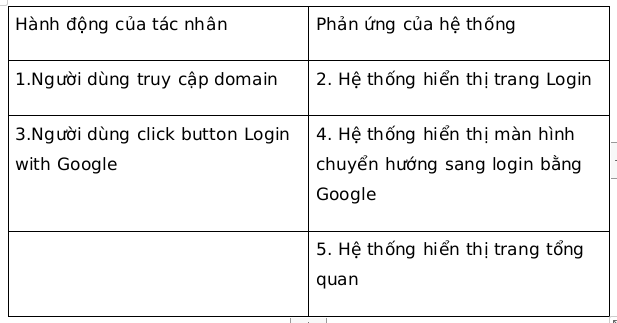 Hành động của tác nhân
Phản ứng của hệ thống
1.Người dùng truy cập domain
2. Hệ thống hiển thị trang Login
3.Người dùng click button Login
with Google
4. Hệ thống hiển thị màn hình
chuyển hướng sang login bằng
Google
5. Hệ thống hiển thị trang tổng
quan